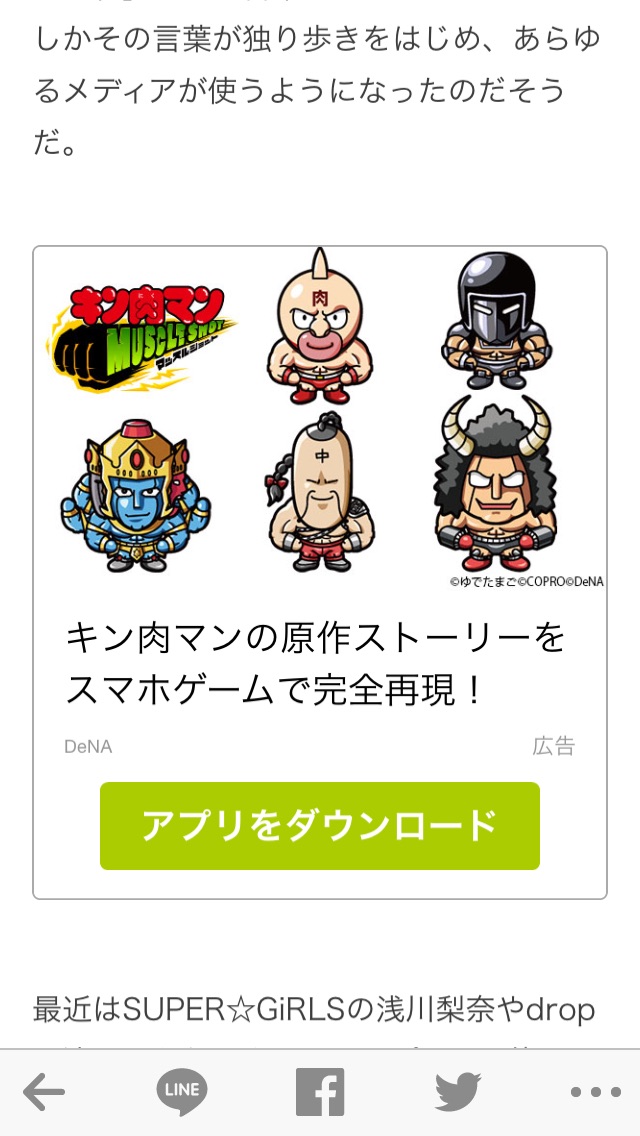 しかその言葉が独り歩きをはじめ、あらゆ
るメディアが使うようになったのだそう
だ。
キン肉マン
MUSCLE SHOT
マッスルショット
肉
中
©ゆでたまご©COPRO©DeNA
キン肉マンの原作ストーリーを
スマホゲームで完全再現！
DeNA
広告
アプリをダウンロード
最近はSUPER☆GiRLSの浅川梨奈やdrop
LINE